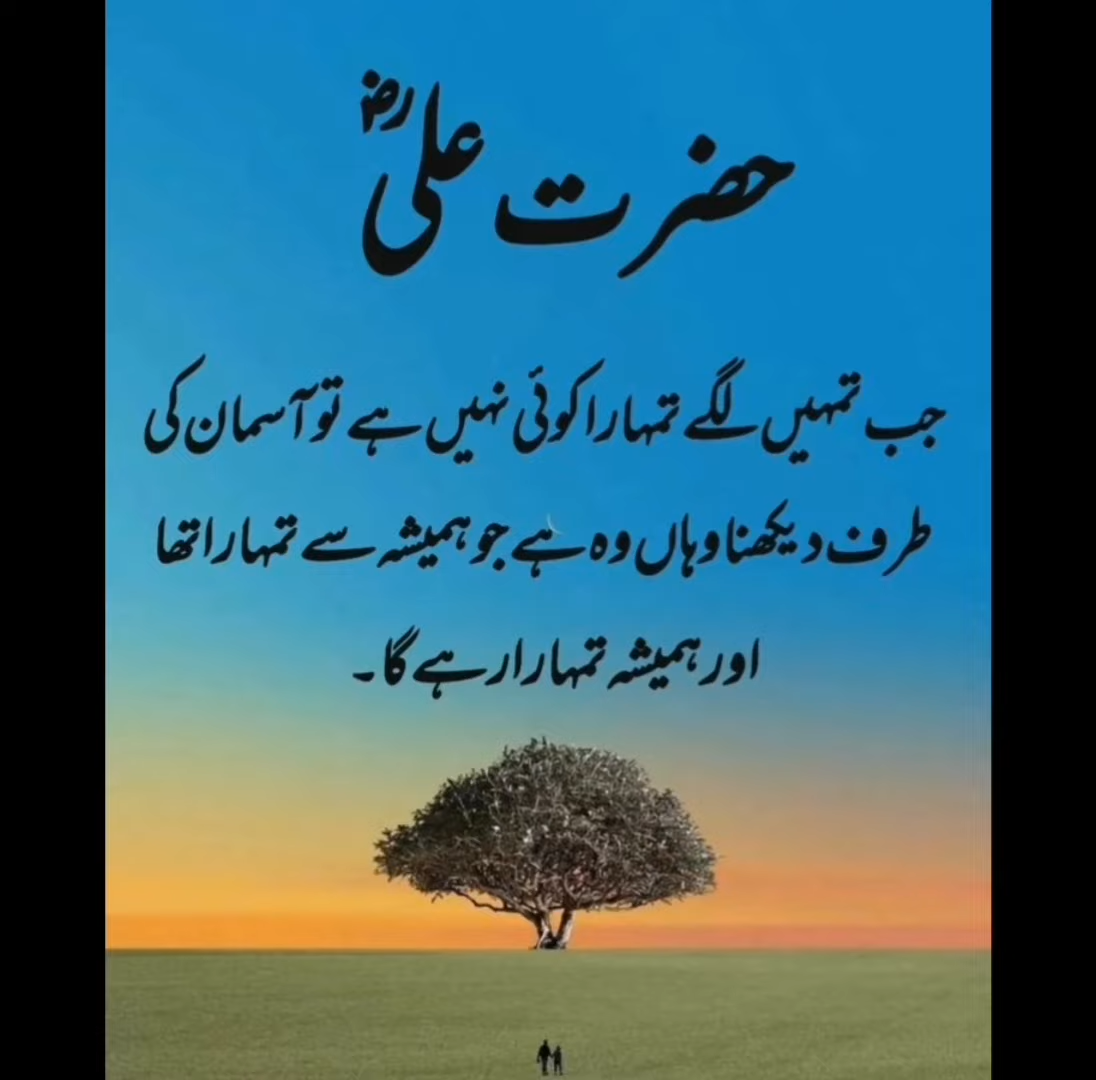 حضرت علیؓ
جب تمہیں لگے تمہارا کوئی نہیں ہے تو آسمان کی
طرف دیکھنا وہاں وہ ہے جو ہمیشہ سے تمہارا تھا
اور ہمیشہ تمہارا رہے گا۔